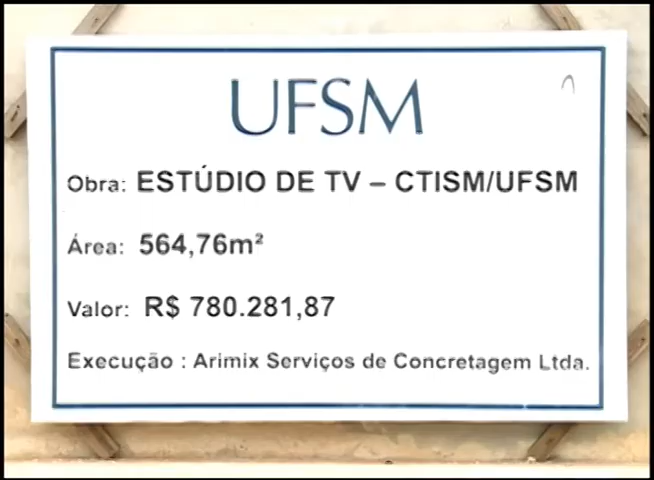 UFSM
Obra: ESTÚDIO DE TV – CTISM/UFSM
Área: 564,76m²
Valor: R$ 780.281,87
Execução : Arimix Serviços de Concretagem Ltda.